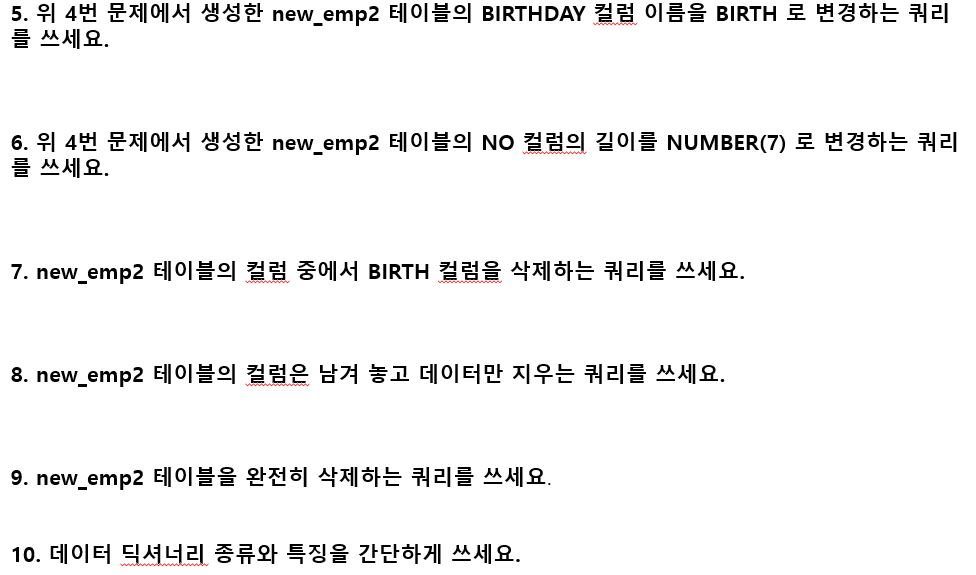 5. 위 4번 문제에서 생성한 new_emp2 테이블의 BIRTHDAY 컬럼 이름을 BIRTH 로 변경하는 쿼리
를 쓰세요.
6. 위 4번 문제에서 생성한 new_emp2 테이블의 NO 컬럼의 길이를 NUMBER(7) 로 변경하는 쿼리
를 쓰세요.
7. new_emp2 테이블의 컬럼 중에서 BIRTH 컬럼을 삭제하는 쿼리를 쓰세요.
8. new_emp2 테이블의 컬럼은 남겨 놓고 데이터만 지우는 쿼리를 쓰세요.
9. new_emp2 테이블을 완전히 삭제하는 쿼리를 쓰세요.
10. 데이터 딕셔너리 종류와 특징을 간단하게 쓰세요.